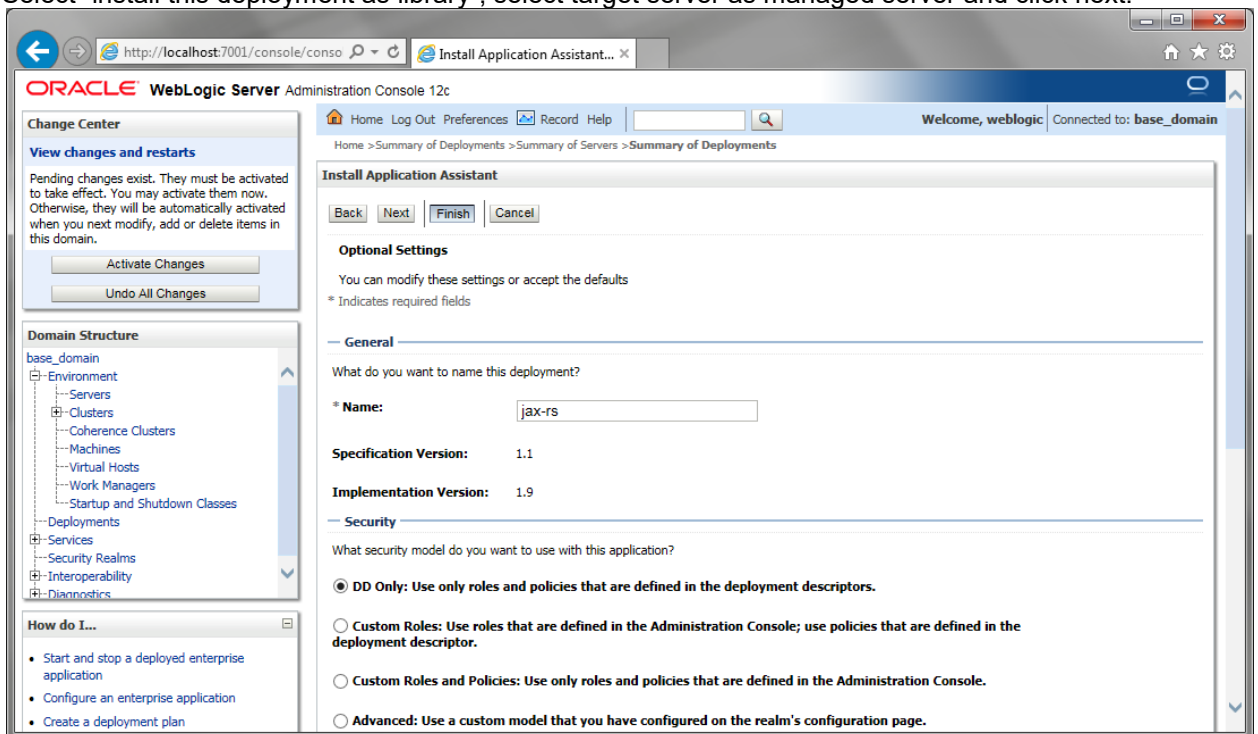 Select "install this deployment as library", select target server as managed server and click next.
http://localhost:7001/console/conso
Install Application Assistant...
ORACLE WebLogic Server Administration Console 12c
Change Center
View changes and restarts
Pending changes exist. They must be activated
to take effect. You may activate them now.
Otherwise, they will be automatically activated
when you next modify, add or delete items in
this domain.
Activate Changes
Undo All Changes
Domain Structure
base_domain
Environment
Servers
Clusters
Coherence Clusters
Machines
Virtual Hosts
Work Managers
Startup and Shutdown Classes
Deployments
Services
Security Realms
Interoperability
Diagnostics
How do I...
Start and stop a deployed enterprise
application
Configure an enterprise application
Create a deployment plan
Home Log Out Preferences Record Help
Welcome, weblogic Connected to: base_domain
Home >Summary of Deployments >Summary of Servers >Summary of Deployments
Install Application Assistant
Back Next Finish Cancel
Optional Settings
You can modify these settings or accept the defaults
* Indicates required fields
General
What do you want to name this deployment?
* Name: jax-rs
Specification Version: 1.1
Implementation Version: 1.9
Security
What security model do you want to use with this application?
DD Only: Use only roles and policies that are defined in the deployment descriptors.
Custom Roles: Use roles that are defined in the Administration Console; use policies that are defined in the
deployment descriptor.
Custom Roles and Policies: Use only roles and policies that are defined in the Administration Console.
Advanced: Use a custom model that you have configured on the realm's configuration page.